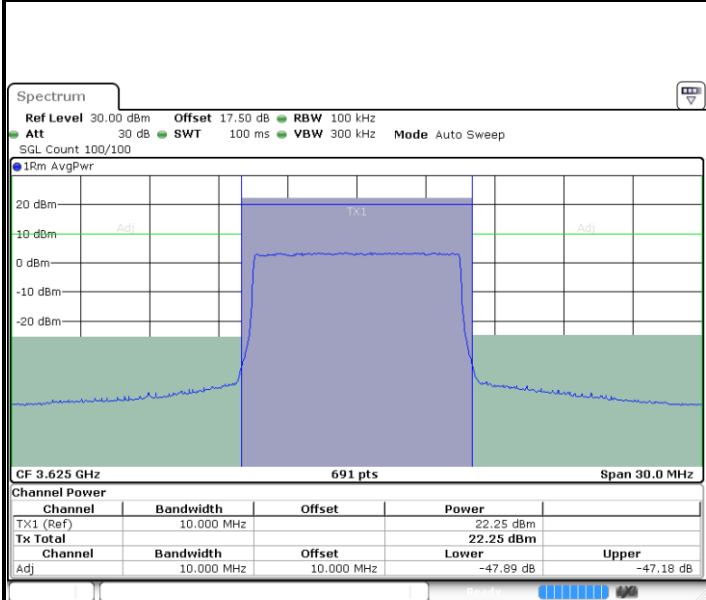 Spectrum
Ref Level 30.00 dBm Offset 17.50 dB RBW 100 kHz
Att 30 dB SWT 100 ms VBW 300 kHz Mode Auto Sweep
SGL Count 100/100
1Rm AvgPwr
20 dBm
TX1
Adj
Adj
10 dBm
0 dBm
-10 dBm
-20 dBm
CF 3.625 GHz 691 pts Span 30.0 MHz
Channel Power
Channel Bandwidth Offset Power
TX1 (Ref) 10.000 MHz 22.25 dBm
Tx Total 22.25 dBm
Channel Bandwidth Offset Lower Upper
Adj 10.000 MHz 10.000 MHz -47.89 dB -47.18 dB
Ready